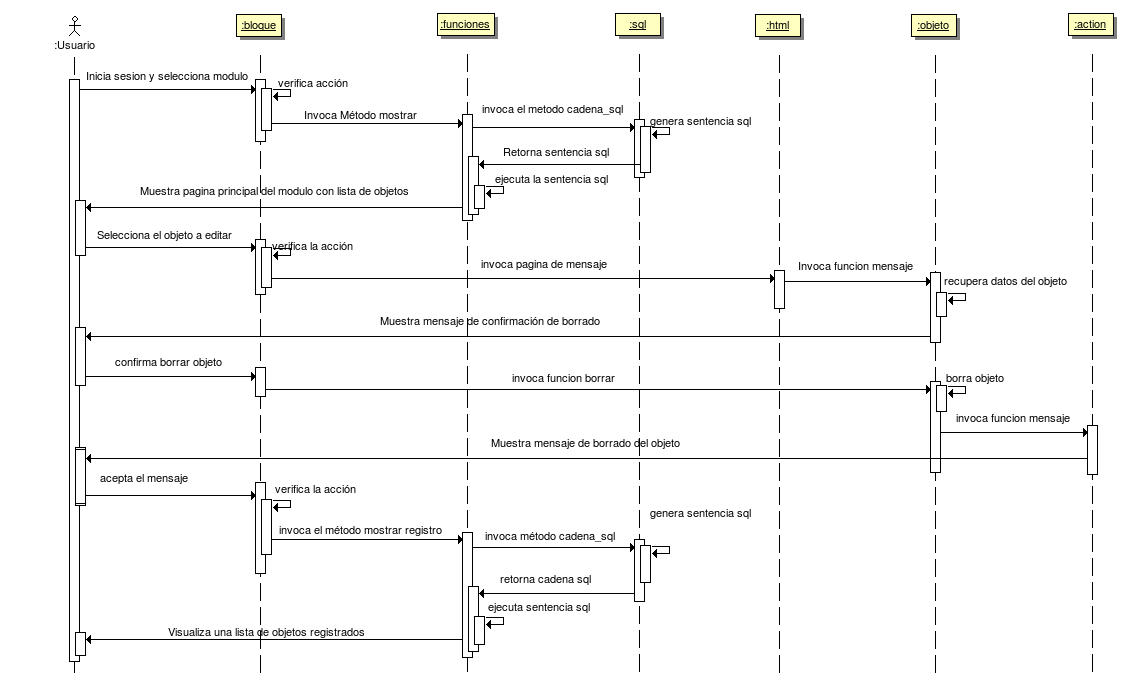 :Usuario
:bloque
:funciones
:sql
:html
:objeto
:action
Inicia sesion y selecciona modulo
verifica acción
Invoca Método mostrar
invoca el metodo cadena_sql
genera sentencia sql
Retorna sentencia sql
ejecuta la sentencia sql
Muestra pagina principal del modulo con lista de objetos
Selecciona el objeto a editar
verifica la acción
invoca pagina de mensaje
Invoca funcion mensaje
recupera datos del objeto
Muestra mensaje de confirmación de borrado
confirma borrar objeto
invoca funcion borrar
borra objeto
invoca funcion mensaje
Muestra mensaje de borrado del objeto
acepta el mensaje
verifica la acción
genera sentencia sql
invoca el método mostrar registro
invoca método cadena_sql
retorna cadena sql
ejecuta sentencia sql
Visualiza una lista de objetos registrados